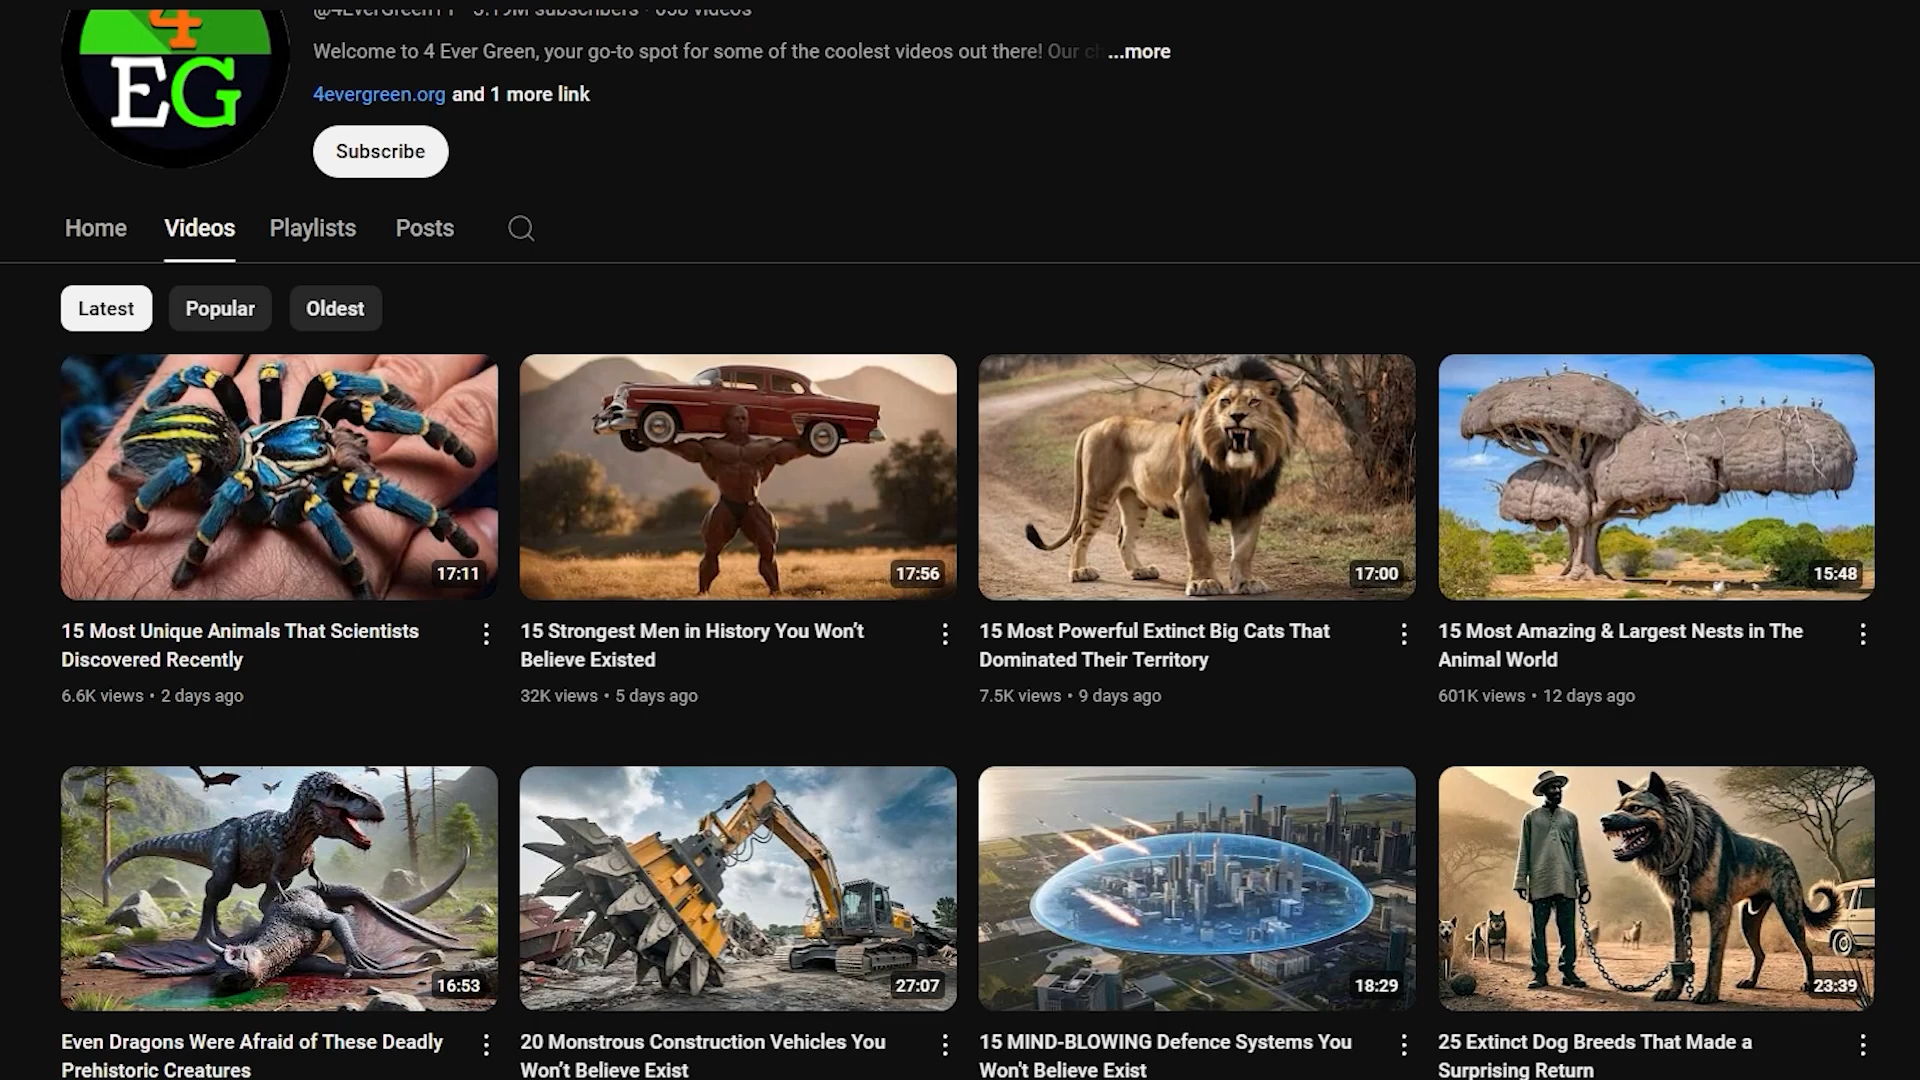 4
EG
@4EverGreenYT · 3.19M subscribers · 658 videos
Welcome to 4 Ever Green, your go-to spot for some of the coolest videos out there! Our ch ...more
4evergreen.org and 1 more link
Subscribe
Home Videos Playlists Posts
Latest Popular Oldest
17:11 17:56 17:00 15:48
15 Most Unique Animals That Scientists
Discovered Recently
6.6K views • 2 days ago
15 Strongest Men in History You Won’t
Believe Existed
32K views • 5 days ago
15 Most Powerful Extinct Big Cats That
Dominated Their Territory
7.5K views • 9 days ago
15 Most Amazing & Largest Nests in The
Animal World
601K views • 12 days ago
16:53 27:07 18:29 23:39
Even Dragons Were Afraid of These Deadly
Prehistoric Creatures
20 Monstrous Construction Vehicles You
Won’t Believe Exist
15 MIND-BLOWING Defence Systems You
Won't Believe Exist
25 Extinct Dog Breeds That Made a
Surprising Return